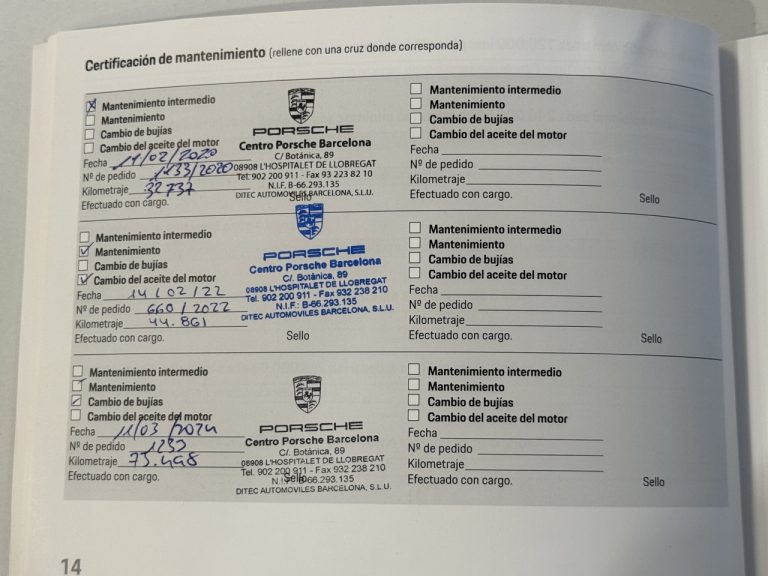 Certificación de mantenimiento (rellene con una cruz donde corresponda)
Mantenimiento intermedio
Mantenimiento
Cambio de bujías
Cambio del aceite del motor
Fecha 11/02/2020
Nº de pedido 1133/2020
Kilometraje 32737
Efectuado con cargo.
Sello
PORSCHE
Centro Porsche Barcelona
C/ Botánica, 89
08908 L'HOSPITALET DE LLOBREGAT
Tel: 902 200 911 - Fax 93 223 82 10
N.I.F. B-66.293.135
DITEC AUTOMOVILES BARCELONA, S.L.U.
Mantenimiento intermedio
Mantenimiento
Cambio de bujías
Cambio del aceite del motor
Fecha
Nº de pedido
Kilometraje
Efectuado con cargo.
Sello
Mantenimiento intermedio
Mantenimiento
Cambio de bujías
Cambio del aceite del motor
Fecha 14/02/22
Nº de pedido 660/2022
Kilometraje 44.861
Efectuado con cargo.
Sello
PORSCHE
Centro Porsche Barcelona
C/. Botánica, 89
08908 L'HOSPITALET DE LLOBREGAT
Tel. 902 200 911 - Fax 932 238 210
N.I.F.: B-66.293.135
DITEC AUTOMOVILES BARCELONA, S.L.U.
Mantenimiento intermedio
Mantenimiento
Cambio de bujías
Cambio del aceite del motor
Fecha
Nº de pedido
Kilometraje
Efectuado con cargo.
Sello
Mantenimiento intermedio
Mantenimiento
Cambio de bujías
Cambio del aceite del motor
Fecha 11/03/2024
Nº de pedido 1233
Kilometraje 73.498
Efectuado con cargo.
Sello
PORSCHE
Centro Porsche Barcelona
C/. Botánica, 89
08908 L'HOSPITALET DE LLOBREGAT
Tel. 902 200 911 - Fax 932 238 210
N.I.F.: B-66.293.135
DITEC AUTOMOVILES BARCELONA, S.L.U.
Mantenimiento intermedio
Mantenimiento
Cambio de bujías
Cambio del aceite del motor
Fecha
Nº de pedido
Kilometraje
Efectuado con cargo.
Sello
14